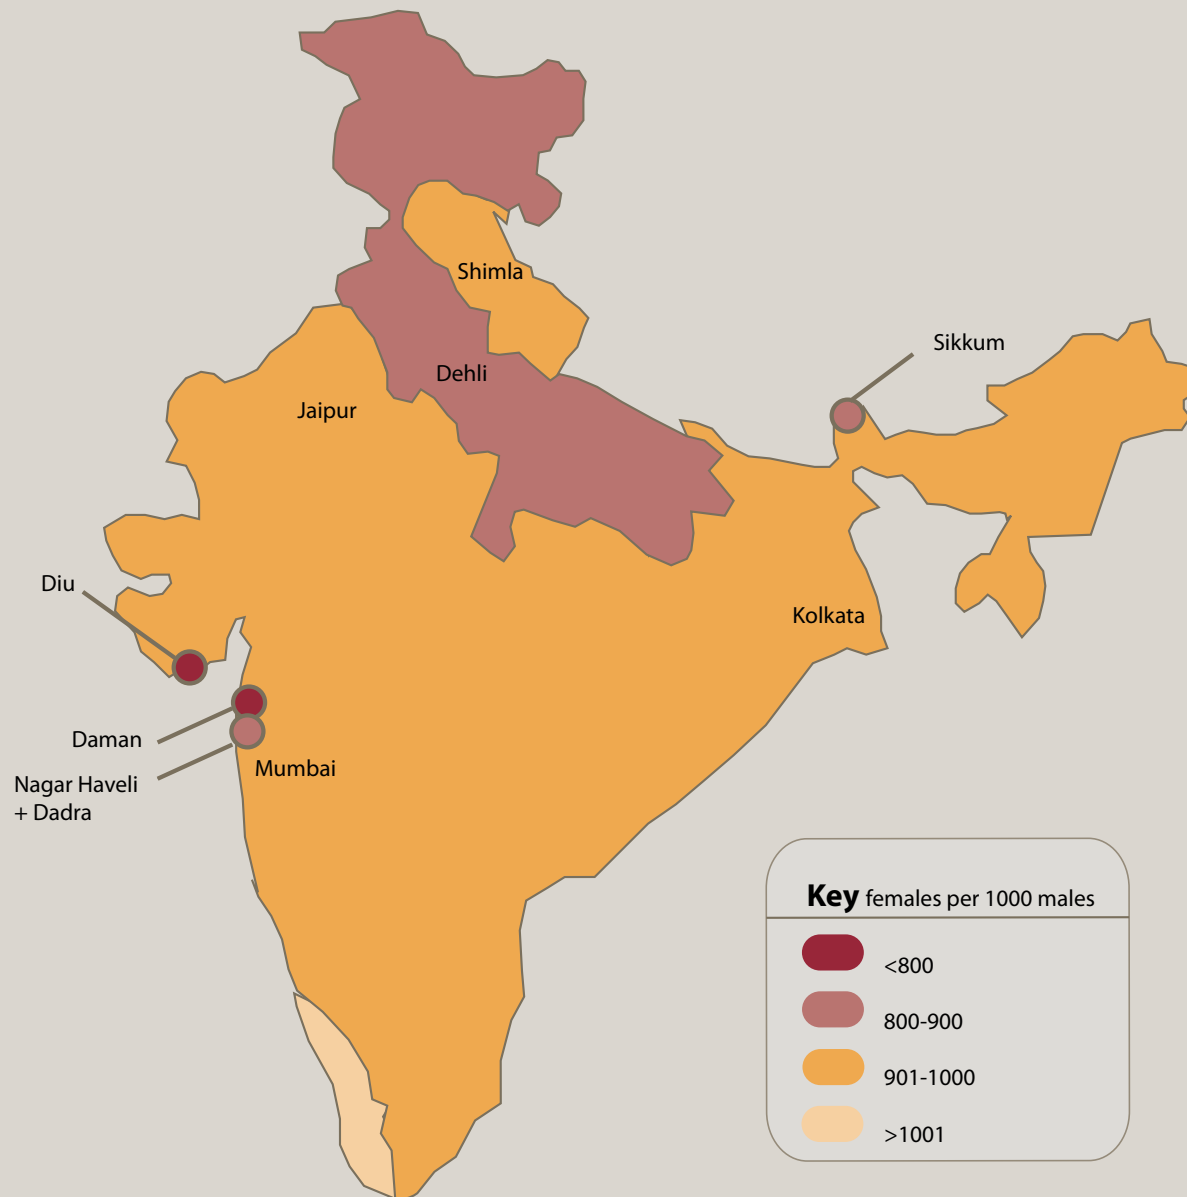 Shimla
Sikkum
Dehli
Jaipur
Diu
Kolkata
Daman
Mumbai
Nagar Haveli
+ Dadra
Key females per 1000 males
<800
800-900
901-1000
>1001